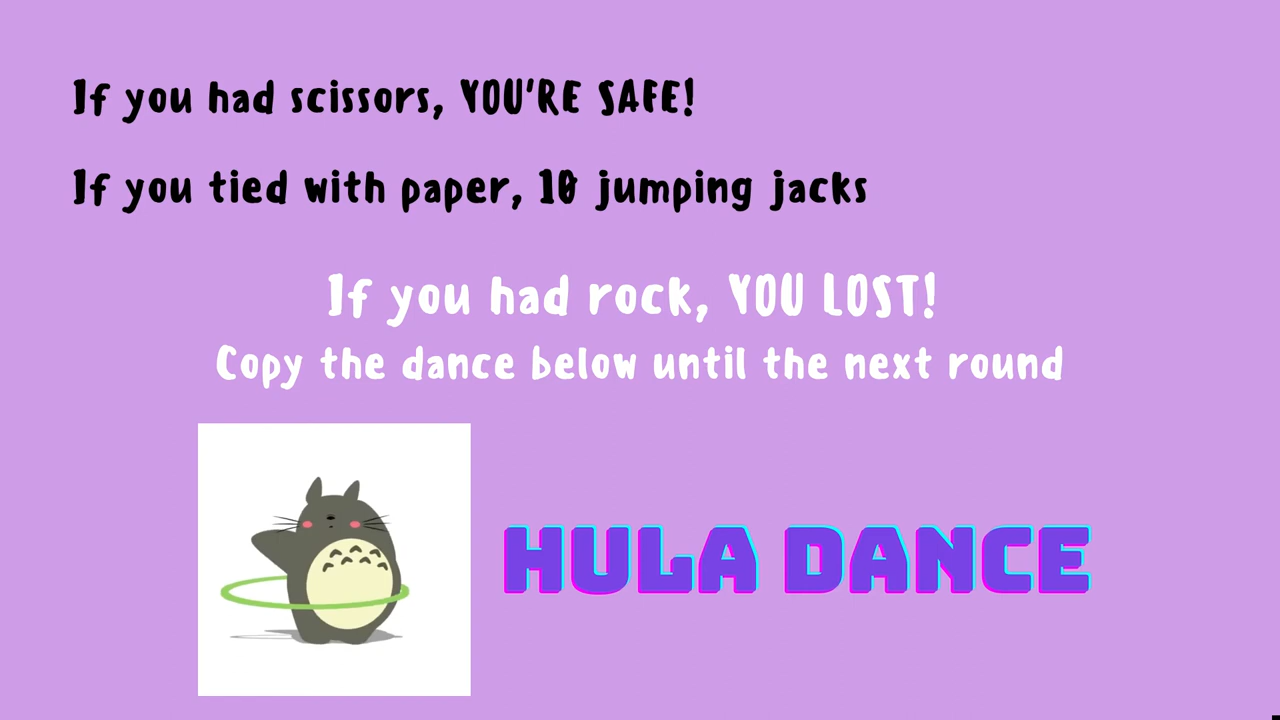 If you had scissors, YOU'RE SAFE!
If you tied with paper, 10 jumping jacks
If you had rock, YOU LOST!
Copy the dance below until the next round
HULA DANCE